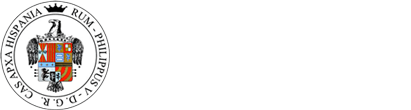 RUM - PHILIPPUS V - D.G.R. CAS APXA HISPANIA